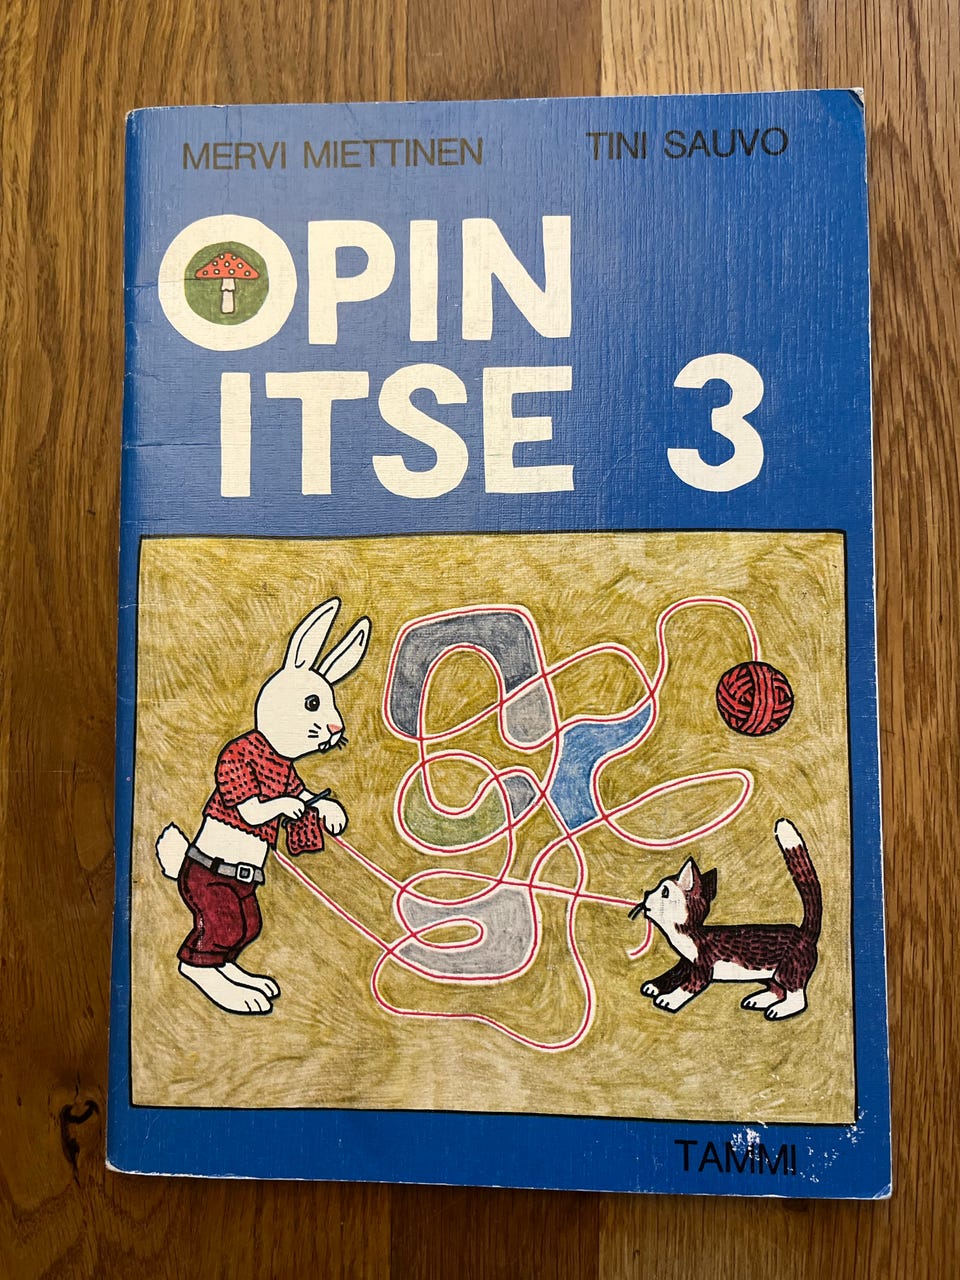 MERVI MIETTINEN TINI SAUVO
OPIN
ITSE 3
TAMMI